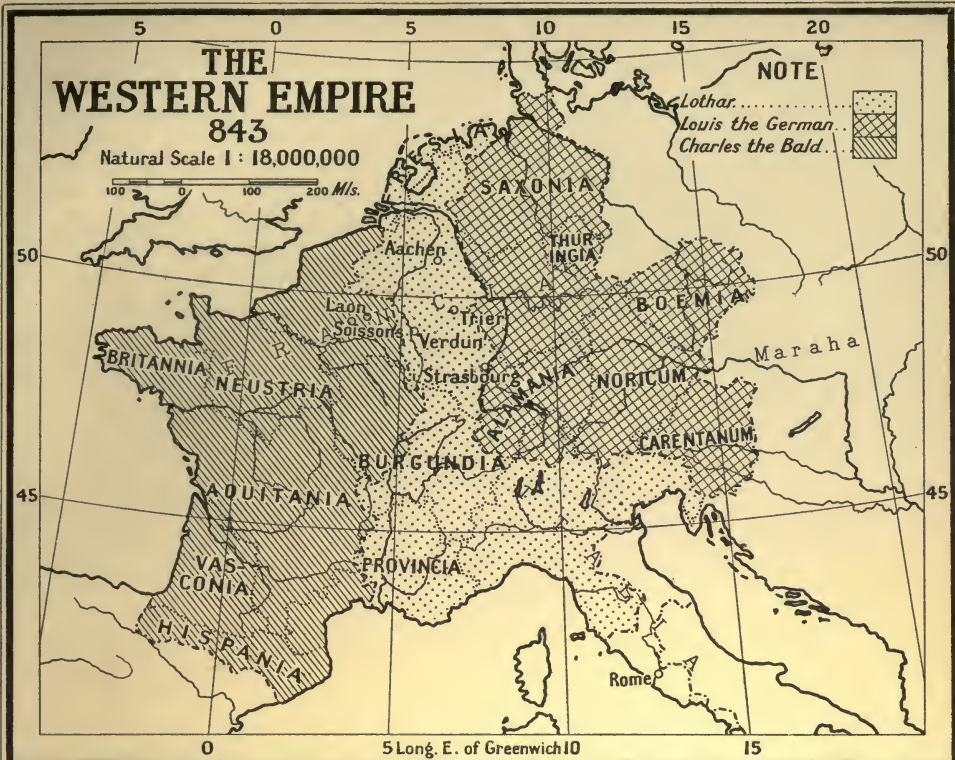 5 0 5 10 15 20
THE
WESTERN EMPIRE
843
Natural Scale 1 : 18,000,000
100 0 100 200 Mls.
NOTE
Lothar...............
Louis the German..
Charles the Bald....
FRESIA
SAXONIA
THUR-
INGIA
Aachen
50
50
BOEMIA
Laon
Soissons
Trier
Verdun
Maraha
BRITANNIA
NEUSTRIA
Strasbourg
ALAMANIA
NORICUM
CARENTANUM
BURGUNDIA
45
AQUITANIA
45
VAS-
CONIA
PROVINCIA
HISPANIA
Rome
0 5 Long. E. of Greenwich 10 15